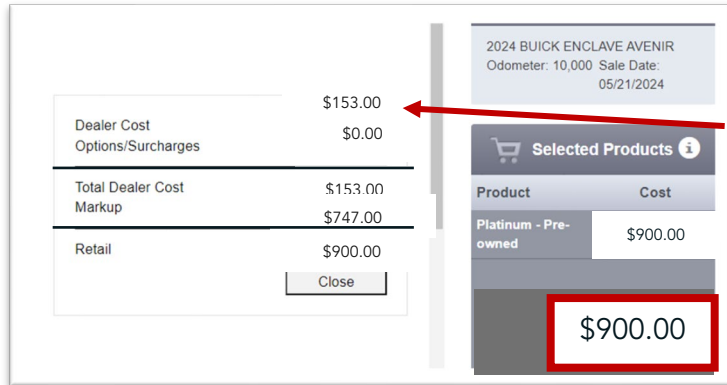 2024 BUICK ENCLAVE AVENIR
Odometer: 10,000 Sale Date:
05/21/2024
Dealer Cost $153.00
Options/Surcharges $0.00
Total Dealer Cost $153.00
Markup $747.00
Retail $900.00
Close
Selected Products i
Product Cost
Platinum - Pre-
owned $900.00
$900.00